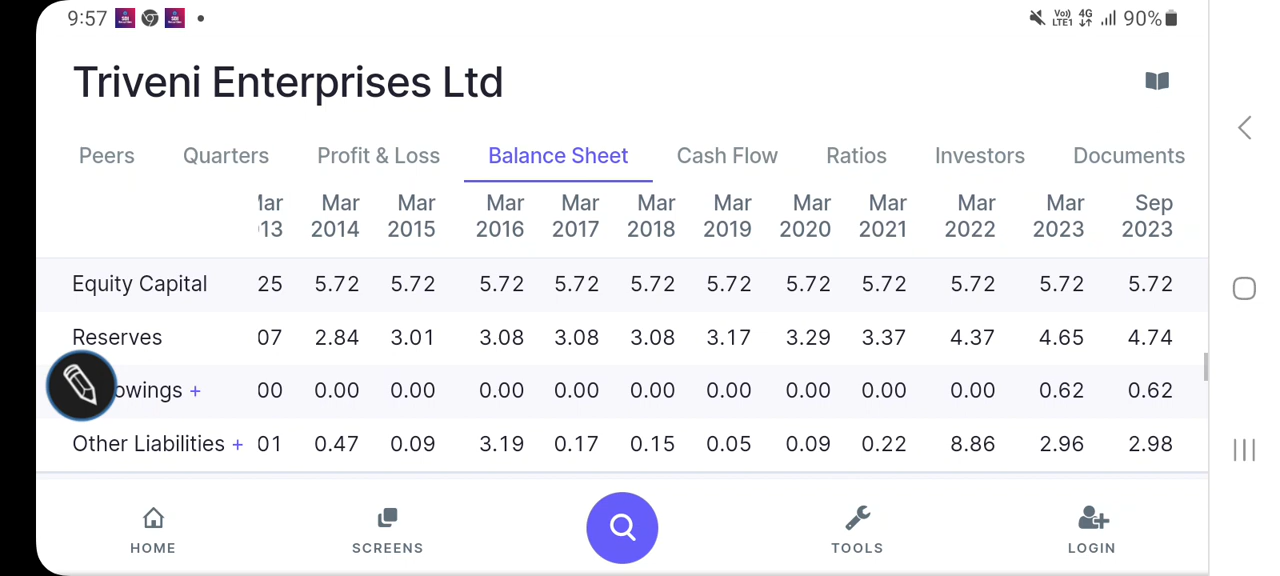 9:57 Vo)) LTE1 4G 90%
Triveni Enterprises Ltd
Peers Quarters Profit & Loss Balance Sheet Cash Flow Ratios Investors Documents
Mar Mar Mar Mar Mar Mar Mar Mar Mar Mar Sep
13 2014 2015 2016 2017 2018 2019 2020 2021 2022 2023 2023
Equity Capital 25 5.72 5.72 5.72 5.72 5.72 5.72 5.72 5.72 5.72 5.72 5.72
Reserves 07 2.84 3.01 3.08 3.08 3.08 3.17 3.29 3.37 4.37 4.65 4.74
owings + 00 0.00 0.00 0.00 0.00 0.00 0.00 0.00 0.00 0.00 0.62 0.62
Other Liabilities + 01 0.47 0.09 3.19 0.17 0.15 0.05 0.09 0.22 8.86 2.96 2.98
HOME SCREENS TOOLS LOGIN